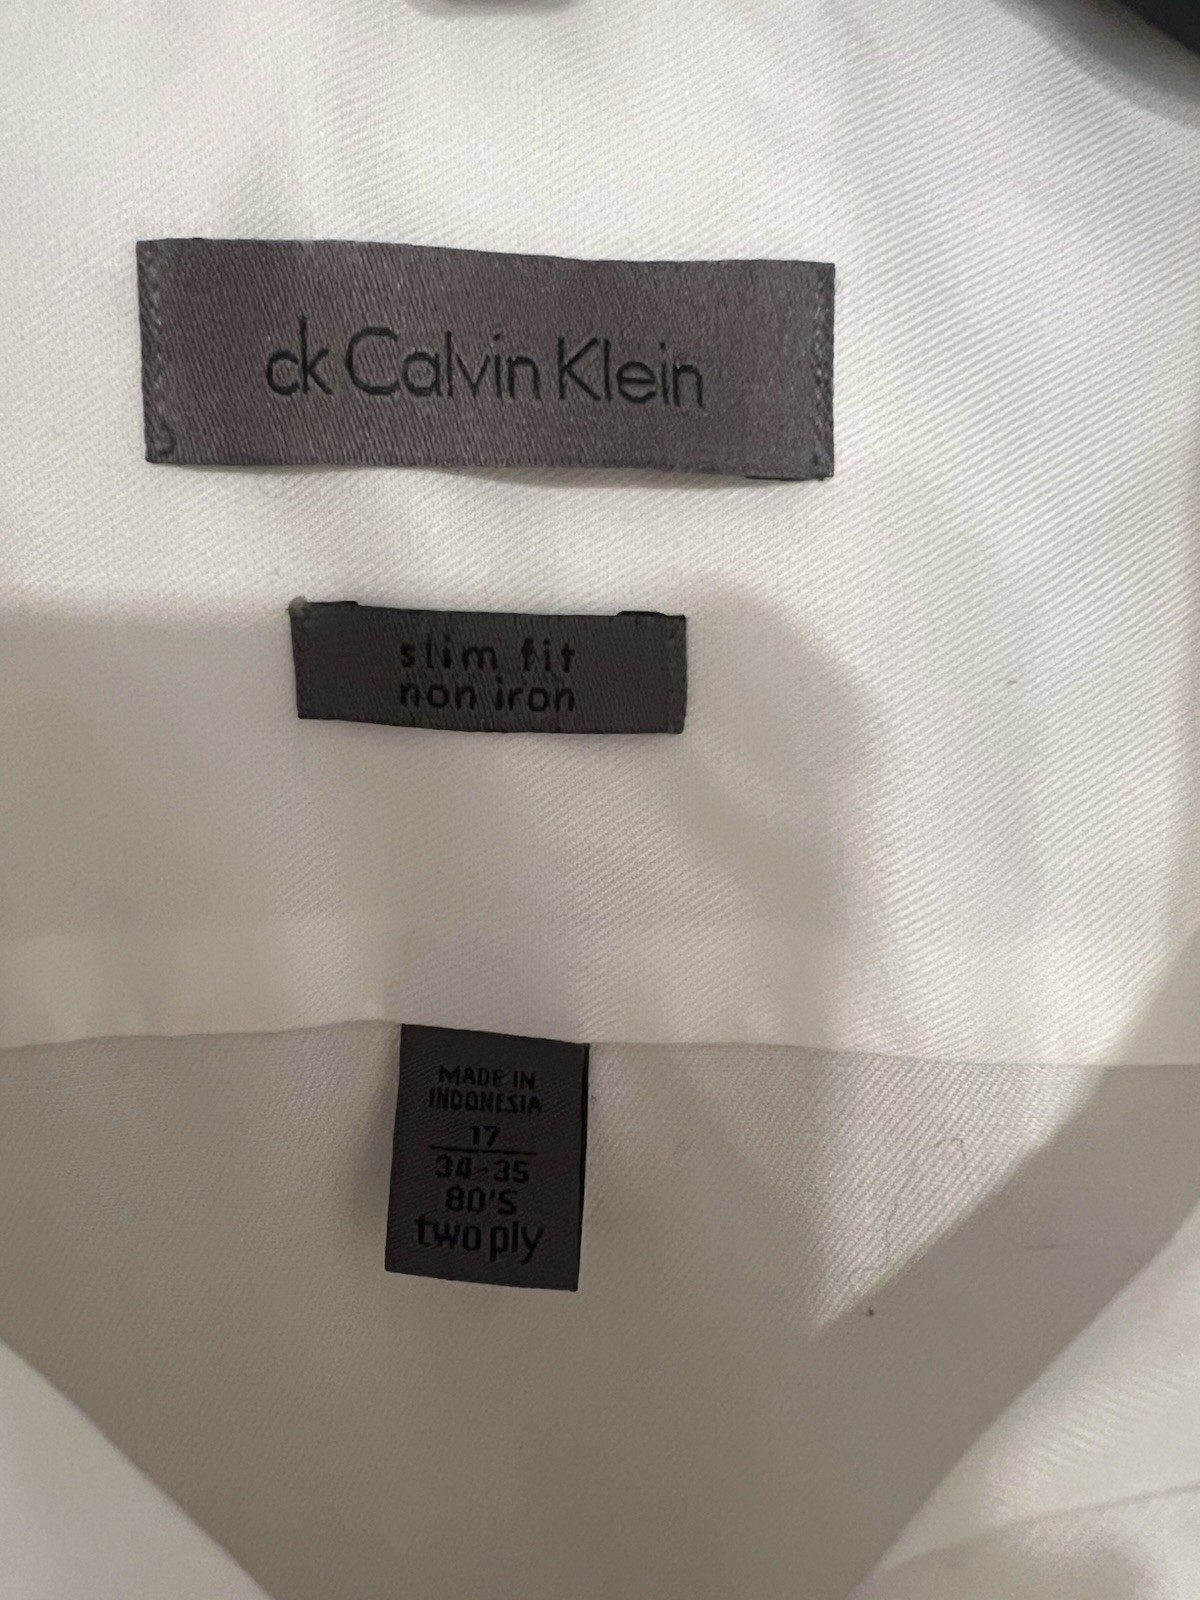 ck Calvin Klein
slim fit
non iron
MADE IN
INDONESIA
17
34-35
80'S
two ply